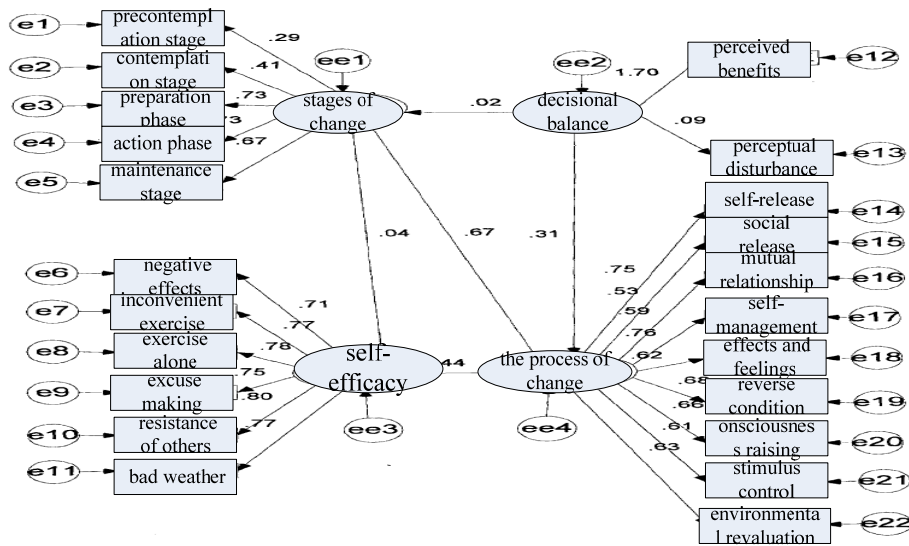 e1
precontempl
ation stage
.29
e2
contemplati
on stage
.41
e3
preparation
phase
.73
e4
action phase
.67
e5
maintenance
stage
ee1
stages of
change
.02
ee2
decisional
balance
1.70
perceived
benefits
e12
.09
perceptual
disturbance
e13
.04
.67
.31
self-release
e14
social
release
e15
mutual
relationship
e16
self-
management
e17
effects and
feelings
e18
reverse
condition
e19
onsciousnes
s raising
e20
stimulus
control
e21
environmenta
l revaluation
e22
.75
.53
.59
.76
.62
.68
.66
.61
.63
e6
negative
effects
.71
e7
inconvenient
exercise
.77
e8
exercise
alone
.78
e9
excuse
making
.75
e10
resistance
of others
.80
e11
bad weather
.77
self-
efficacy
ee3
44
the process of
change
ee4